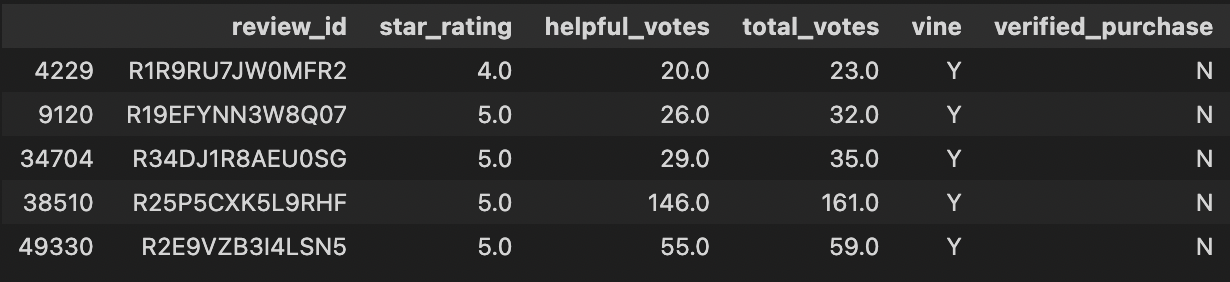 review_id star_rating helpful_votes total_votes vine verified_purchase
4229 R1R9RU7JW0MFR2 4.0 20.0 23.0 Y N
9120 R19EFYNN3W8Q07 5.0 26.0 32.0 Y N
34704 R34DJ1R8AEU0SG 5.0 29.0 35.0 Y N
38510 R25P5CXK5L9RHF 5.0 146.0 161.0 Y N
49330 R2E9VZB3I4LSN5 5.0 55.0 59.0 Y N